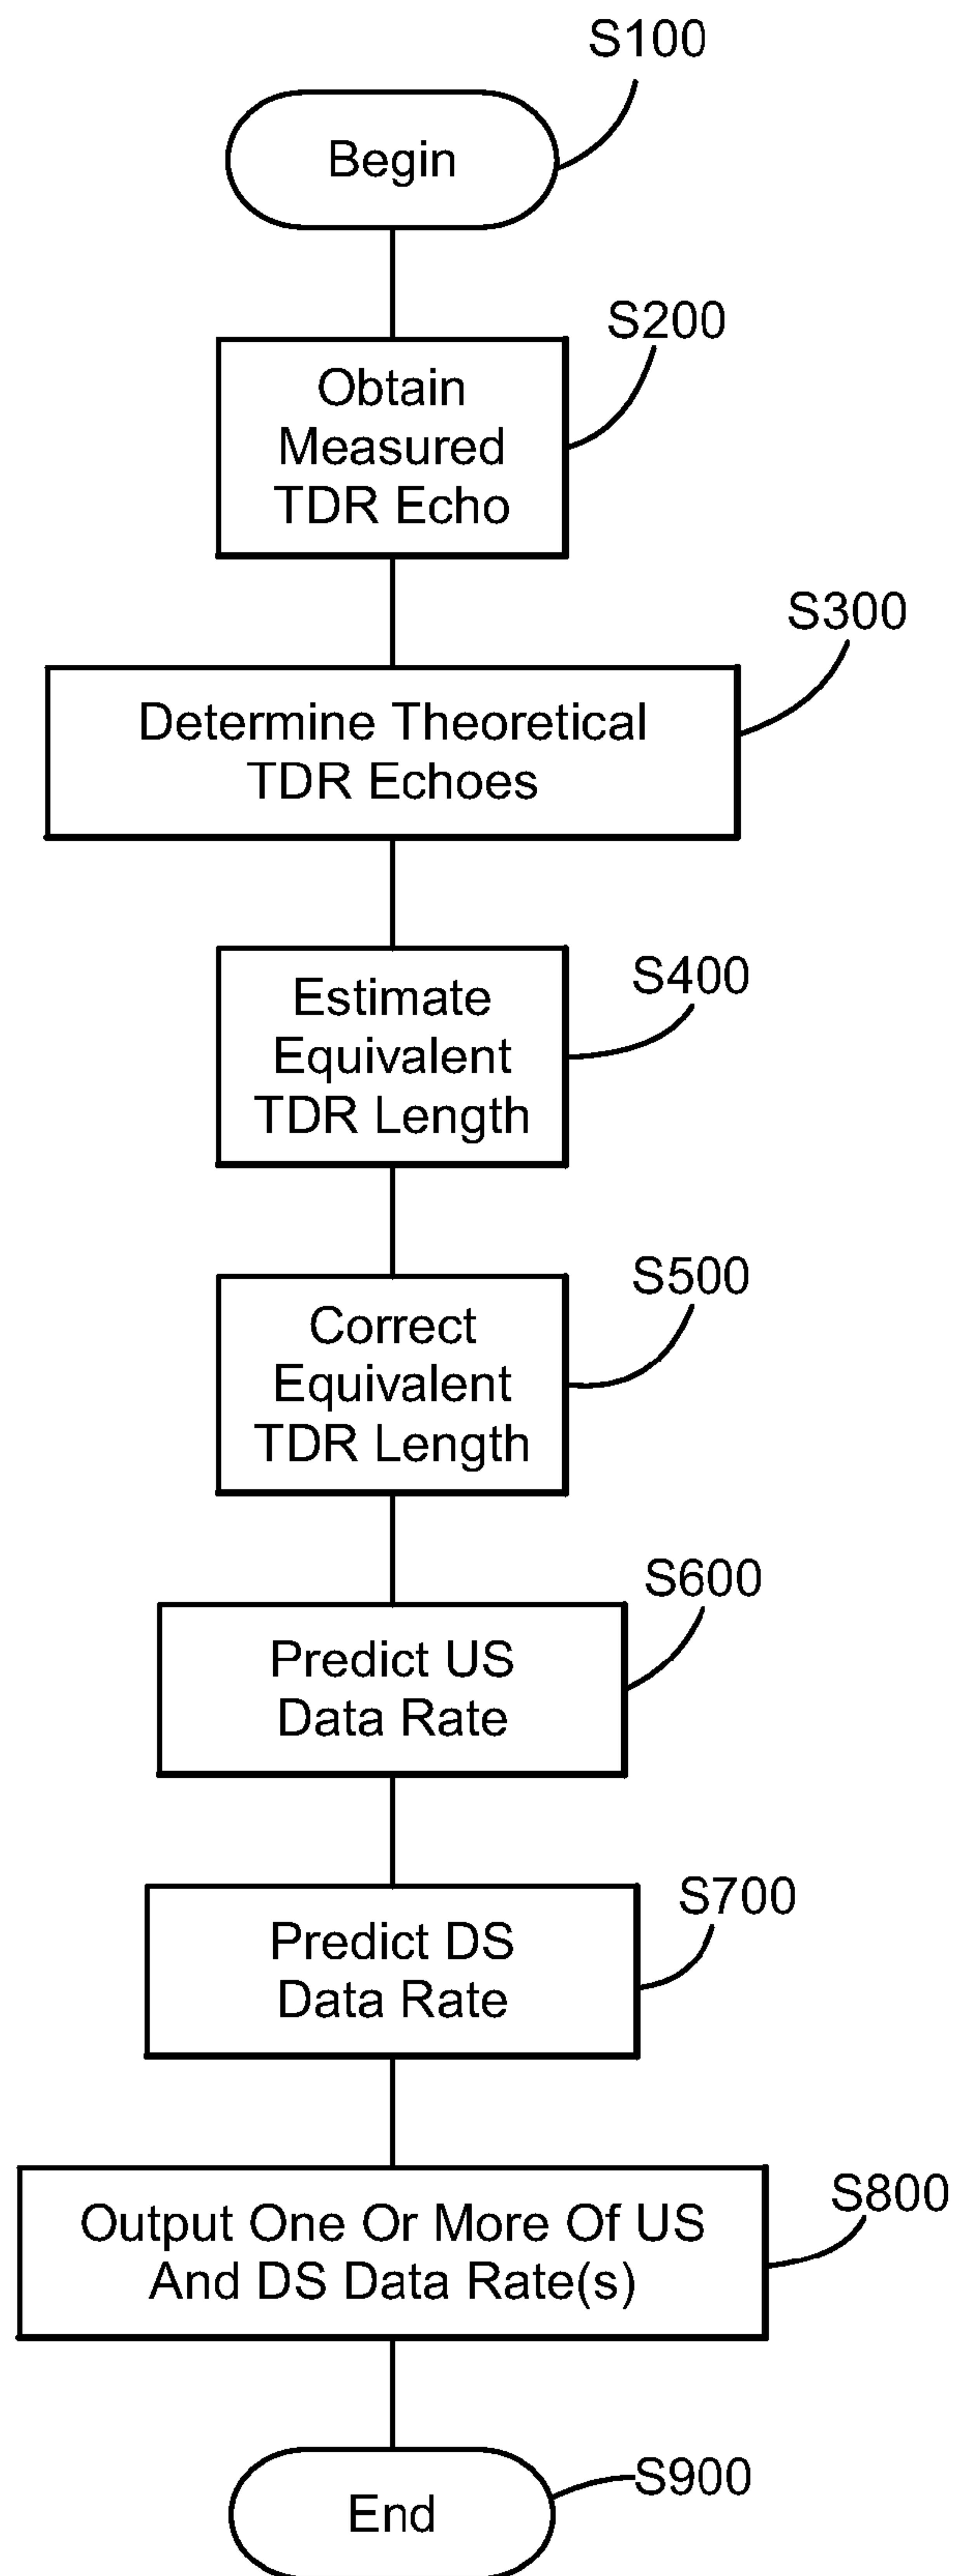 S100
Begin
S200
Obtain
Measured
TDR Echo
S300
Determine Theoretical
TDR Echoes
S400
Estimate
Equivalent
TDR Length
S500
Correct
Equivalent
TDR Length
S600
Predict US
Data Rate
S700
Predict DS
Data Rate
S800
Output One Or More Of US
And DS Data Rate(s)
S900
End